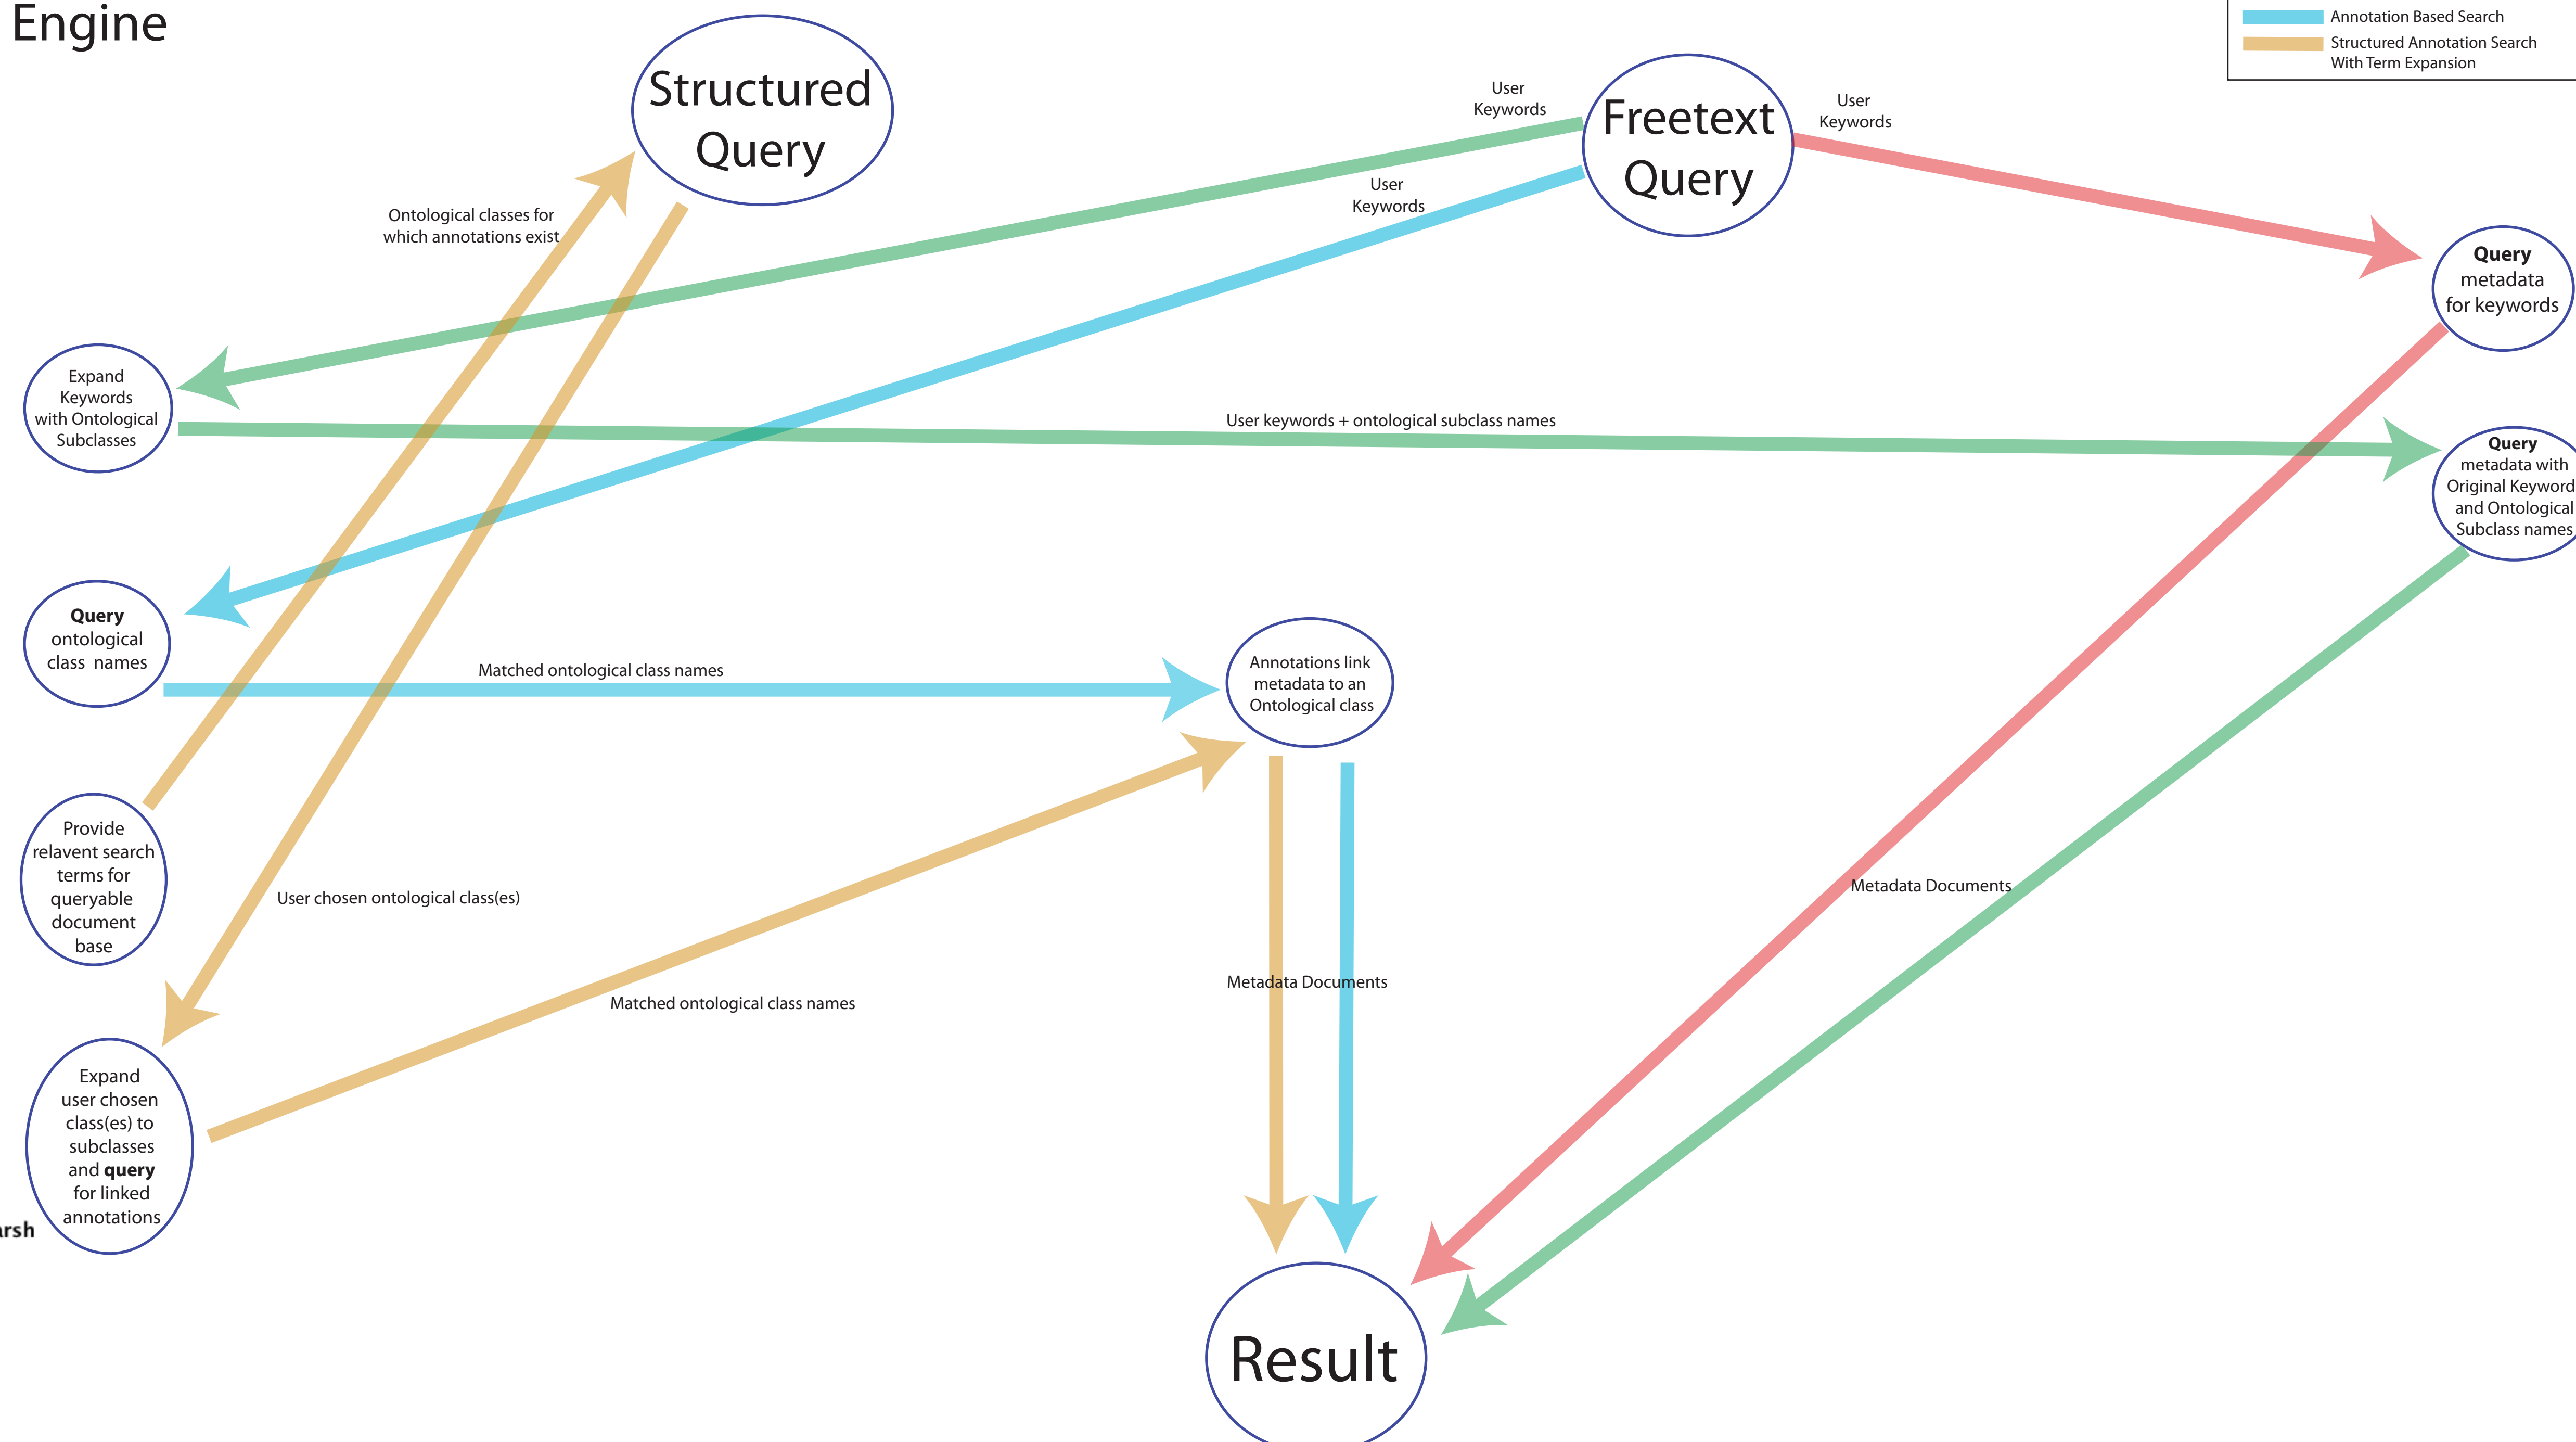 Engine
Annotation Based Search
Structured Annotation Search
With Term Expansion
Structured
Query
Freetext
Query
User
Keywords
User
Keywords
User
Keywords
Ontological classes for
which annotations exist
Query
metadata
for keywords
Expand
Keywords
with Ontological
Subclasses
User keywords + ontological subclass names
Query
metadata with
Original Keyword
and Ontological
Subclass names
Query
ontological
class names
Matched ontological class names
Annotations link
metadata to an
Ontological class
Provide
relavent search
terms for
queryable
document
base
User chosen ontological class(es)
Metadata Documents
Matched ontological class names
Metadata Documents
Expand
user chosen
class(es) to
subclasses
and query
for linked
annotations
Result